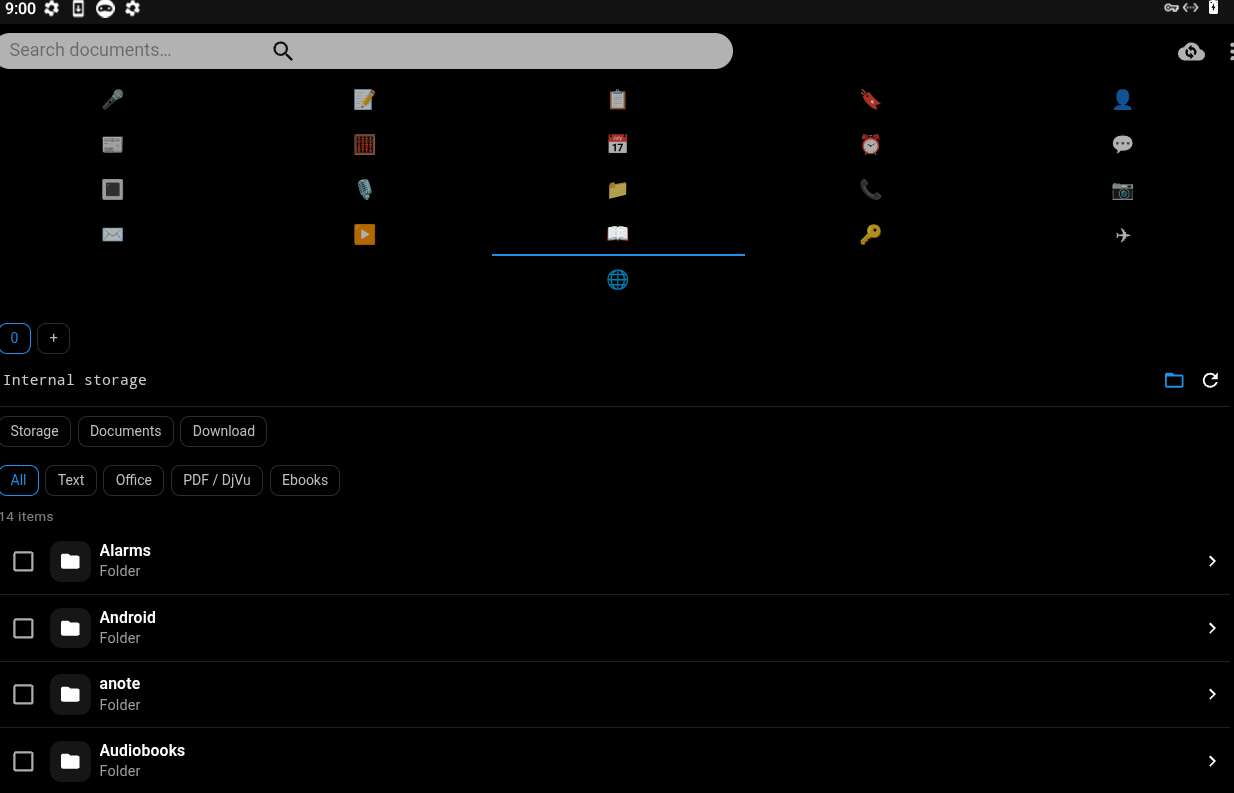 9:00
Search documents...
17
0 +
Internal storage
Storage Documents Download
All Text Office PDF / DjVu Ebooks
14 items
Alarms
Folder
Android
Folder
anote
Folder
Audiobooks
Folder